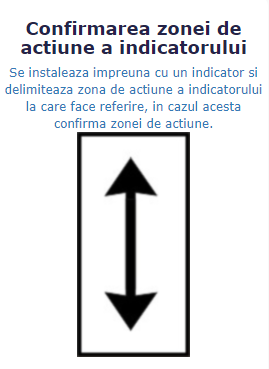 Confirmarea zonei de
actiune a indicatorului
Se instaleaza impreuna cu un indicator si
delimiteaza zona de actiune a indicatorului
la care face referire, in cazul acesta
confirma zonei de actiune.